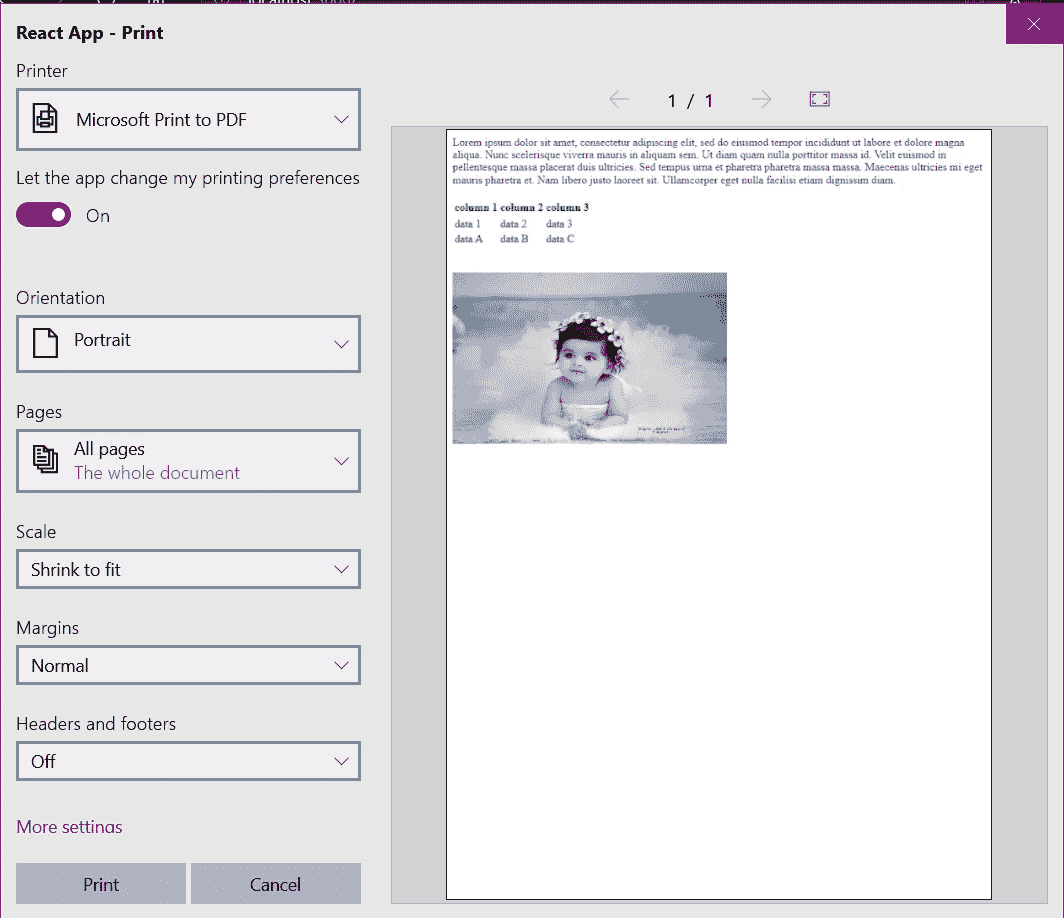 React App - Print
Printer
Microsoft Print to PDF
Let the app change my printing preferences
On
Orientation
Portrait
Pages
All pages
The whole document
Scale
Shrink to fit
Margins
Normal
Headers and footers
Off
More settings
Print Cancel
1 / 1
Lorem ipsum dolor sit amet, consectetur adipiscing elit, sed do eiusmod tempor incididunt ut labore et dolore magna
aliqua. Nunc scelerisque viverra mauris in aliquam sem. Ut diam quam nulla porttitor massa id. Velit euismod in
pellentesque massa placerat duis ultricies. Sed tempus urna et pharetra pharetra massa massa. Maecenas ultricies mi eget
mauris pharetra et. Nam libero justo laoreet sit. Ullamcorper eget nulla facilisi etiam dignissim diam.
column 1 column 2 column 3
data 1 data 2 data 3
data A data B data C